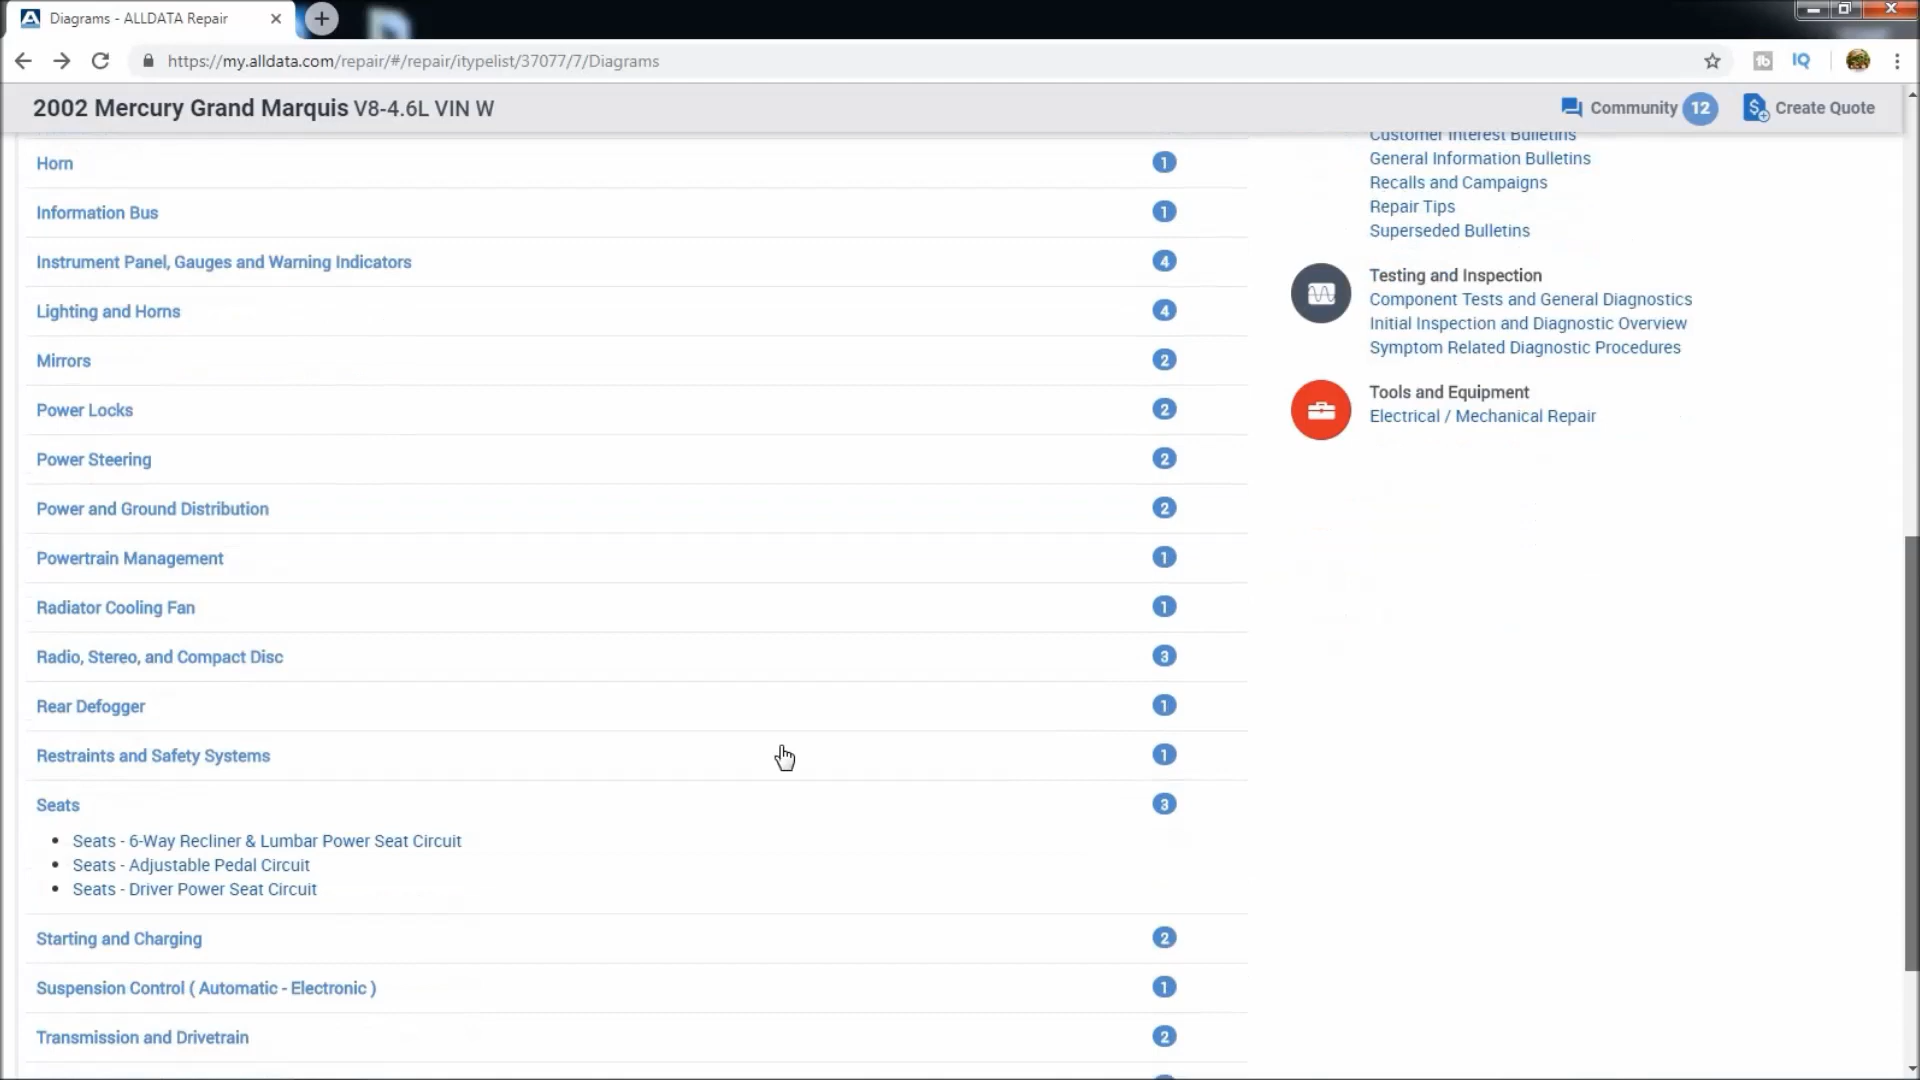 Diagrams - ALLDATA Repair
https://my.alldata.com/repair/#/repair/itypelist/37077/7/Diagrams
IQ
2002 Mercury Grand Marquis V8-4.6L VIN W
Community 12
Create Quote
Horn 1
Information Bus 1
Instrument Panel, Gauges and Warning Indicators 4
Lighting and Horns 4
Mirrors 2
Power Locks 2
Power Steering 2
Power and Ground Distribution 2
Powertrain Management 1
Radiator Cooling Fan 1
Radio, Stereo, and Compact Disc 3
Rear Defogger 1
Restraints and Safety Systems 1
Seats 3
Seats - 6-Way Recliner & Lumbar Power Seat Circuit
Seats - Adjustable Pedal Circuit
Seats - Driver Power Seat Circuit
Starting and Charging 2
Suspension Control ( Automatic - Electronic ) 1
Transmission and Drivetrain 2
Customer Interest Bulletins
General Information Bulletins
Recalls and Campaigns
Repair Tips
Superseded Bulletins
Testing and Inspection
Component Tests and General Diagnostics
Initial Inspection and Diagnostic Overview
Symptom Related Diagnostic Procedures
Tools and Equipment
Electrical / Mechanical Repair